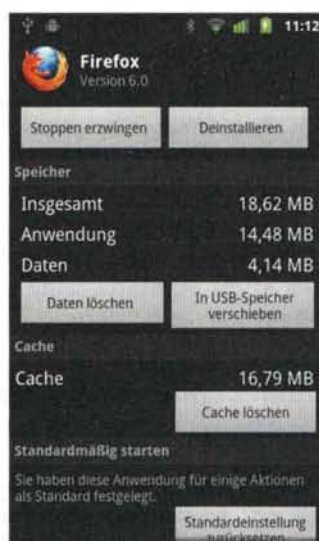 11:12
Firefox
Version 6.0
Stoppen erzwingen Deinstallieren
Speicher
Insgesamt 18,62 MB
Anwendung 14,48 MB
Daten 4,14 MB
Daten löschen In USB-Speicher
verschieben
Cache
Cache 16,79 MB
Cache löschen
Standardmäßig starten
Sie haben diese Anwendung für einige Aktionen
als Standard festgelegt.
Standardeinstellung
zurücksetzen